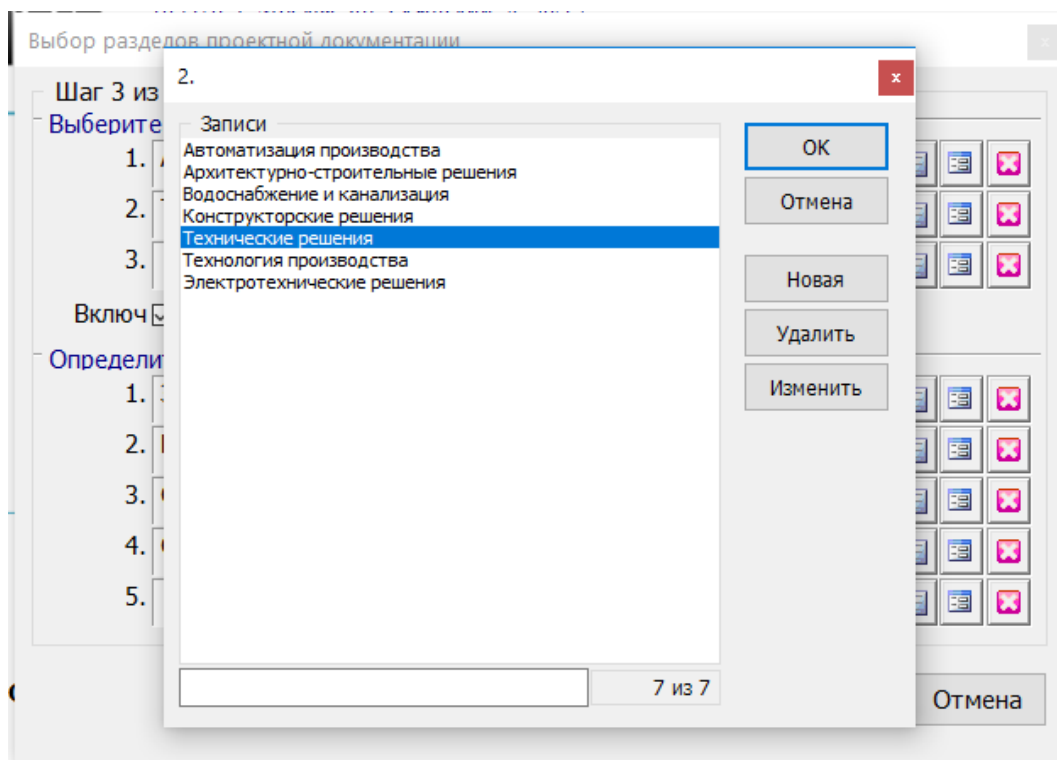 Выбор разделов проектной документации
2.
Шаг 3 из
Выберите
Записи
Автоматизация производства
Архитектурно-строительные решения
Водоснабжение и канализация
Конструкторские решения
Технические решения
Технология производства
Электротехнические решения
OK
Отмена
Новая
Удалить
Изменить
1.
2.
3.
Включ
1.
2.
3.
4.
5.
7 из 7
Отмена